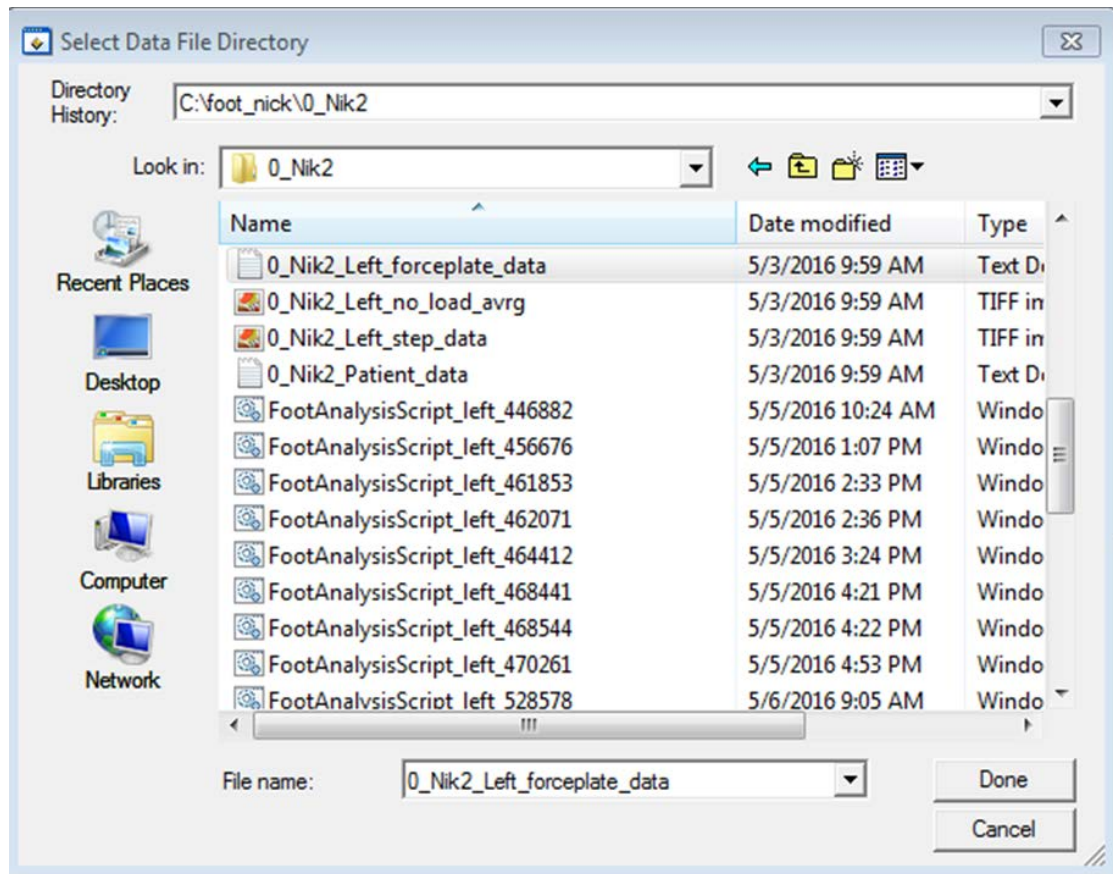 Select Data File Directory
Directory
History:
C:\foot_nick\0_Nik2
Look in:
0_Nik2
Name Date modified Type
0_Nik2_Left_forceplate_data 5/3/2016 9:59 AM Text D
0_Nik2_Left_no_load_avrg 5/3/2016 9:59 AM TIFF im
0_Nik2_Left_step_data 5/3/2016 9:59 AM TIFF im
0_Nik2_Patient_data 5/3/2016 9:59 AM Text D
FootAnalysisScript_left_446882 5/5/2016 10:24 AM Windo
FootAnalysisScript_left_456676 5/5/2016 1:07 PM Windo
FootAnalysisScript_left_461853 5/5/2016 2:33 PM Windo
FootAnalysisScript_left_462071 5/5/2016 2:36 PM Windo
FootAnalysisScript_left_464412 5/5/2016 3:24 PM Windo
FootAnalysisScript_left_468441 5/5/2016 4:21 PM Windo
FootAnalysisScript_left_468544 5/5/2016 4:22 PM Windo
FootAnalysisScript_left_470261 5/5/2016 4:53 PM Windo
FootAnalysisScript_left_528578 5/6/2016 9:05 AM Windo
Recent Places
Desktop
Libraries
Computer
Network
File name:
0_Nik2_Left_forceplate_data
Done
Cancel